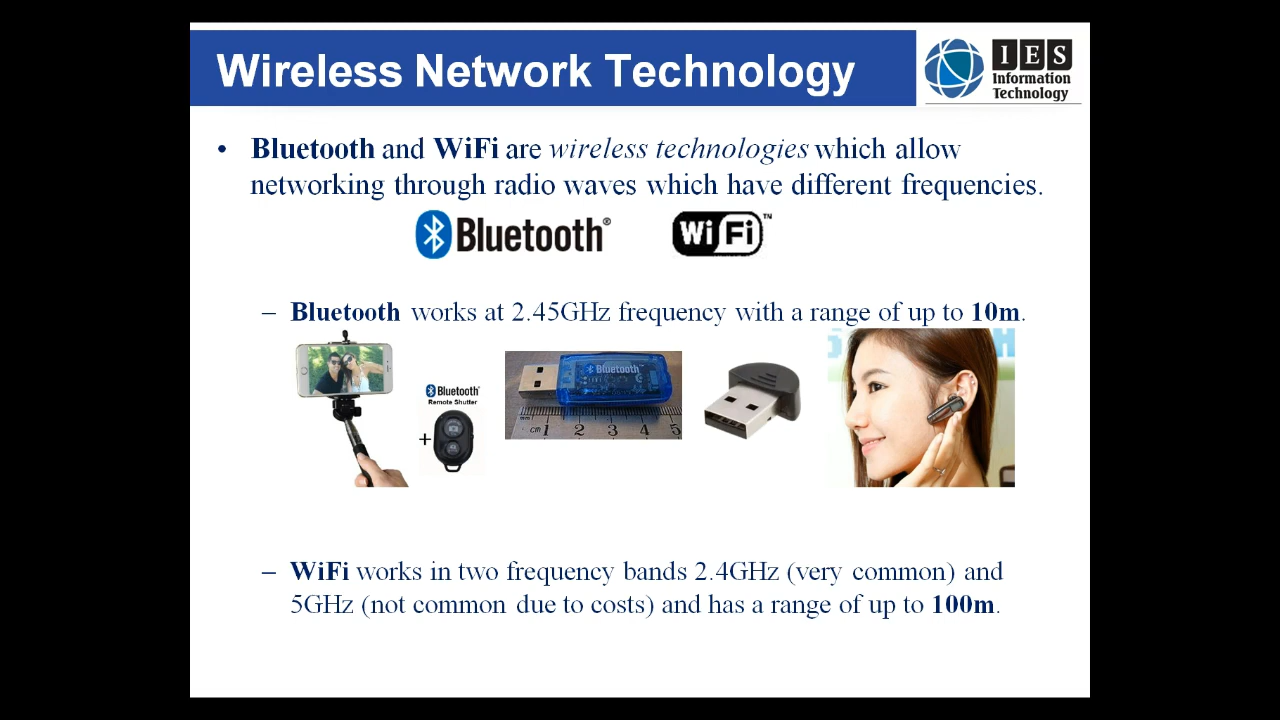 Wireless Network Technology
IES
Information
Technology
• Bluetooth and WiFi are wireless technologies which allow
networking through radio waves which have different frequencies.
Bluetooth®
WiFi™
– Bluetooth works at 2.45GHz frequency with a range of up to 10m.
Bluetooth®
Remote Shutter
+
Bluetooth
cm 1 2 3 4 5
– WiFi works in two frequency bands 2.4GHz (very common) and
5GHz (not common due to costs) and has a range of up to 100m.